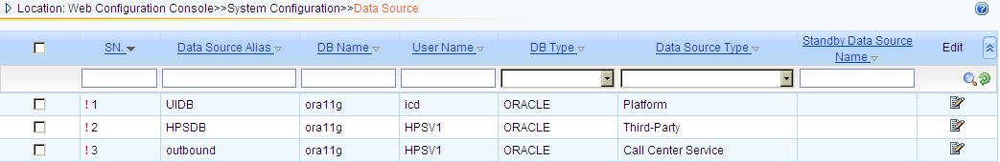 Location: Web Configuration Console>>System Configuration>>Data Source
SN. Data Source Alias DB Name User Name DB Type Data Source Type Standby Data Source Name Edit
! 1 UIDB ora11g icd ORACLE Platform
! 2 HPSDB ora11g HPSV1 ORACLE Third-Party
! 3 outbound ora11g HPSV1 ORACLE Call Center Service